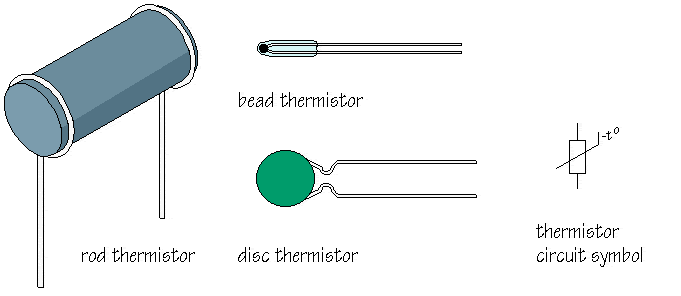 bead thermistor
-t°
rod thermistor
disc thermistor
thermistor
circuit symbol